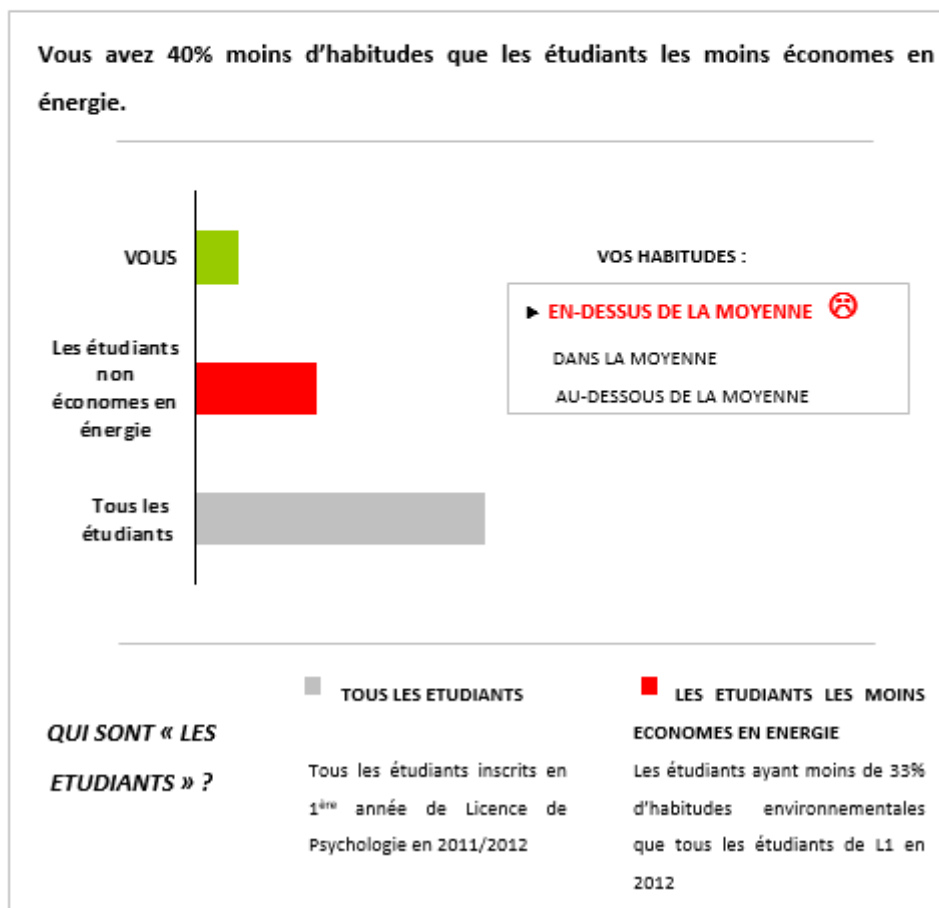 Vous avez 40% moins d'habitudes que les étudiants les moins économes en
énergie.
VOUS
Les étudiants
non
économes en
énergie
Tous les
étudiants
VOS HABITUDES :
► EN-DESSUS DE LA MOYENNE
DANS LA MOYENNE
AU-DESSOUS DE LA MOYENNE
QUI SONT « LES
ETUDIANTS » ?
TOUS LES ETUDIANTS
Tous les étudiants inscrits en
1ère année de Licence de
Psychologie en 2011/2012
LES ETUDIANTS LES MOINS
ECONOMES EN ENERGIE
Les étudiants ayant moins de 33%
d'habitudes environnementales
que tous les étudiants de L1 en
2012